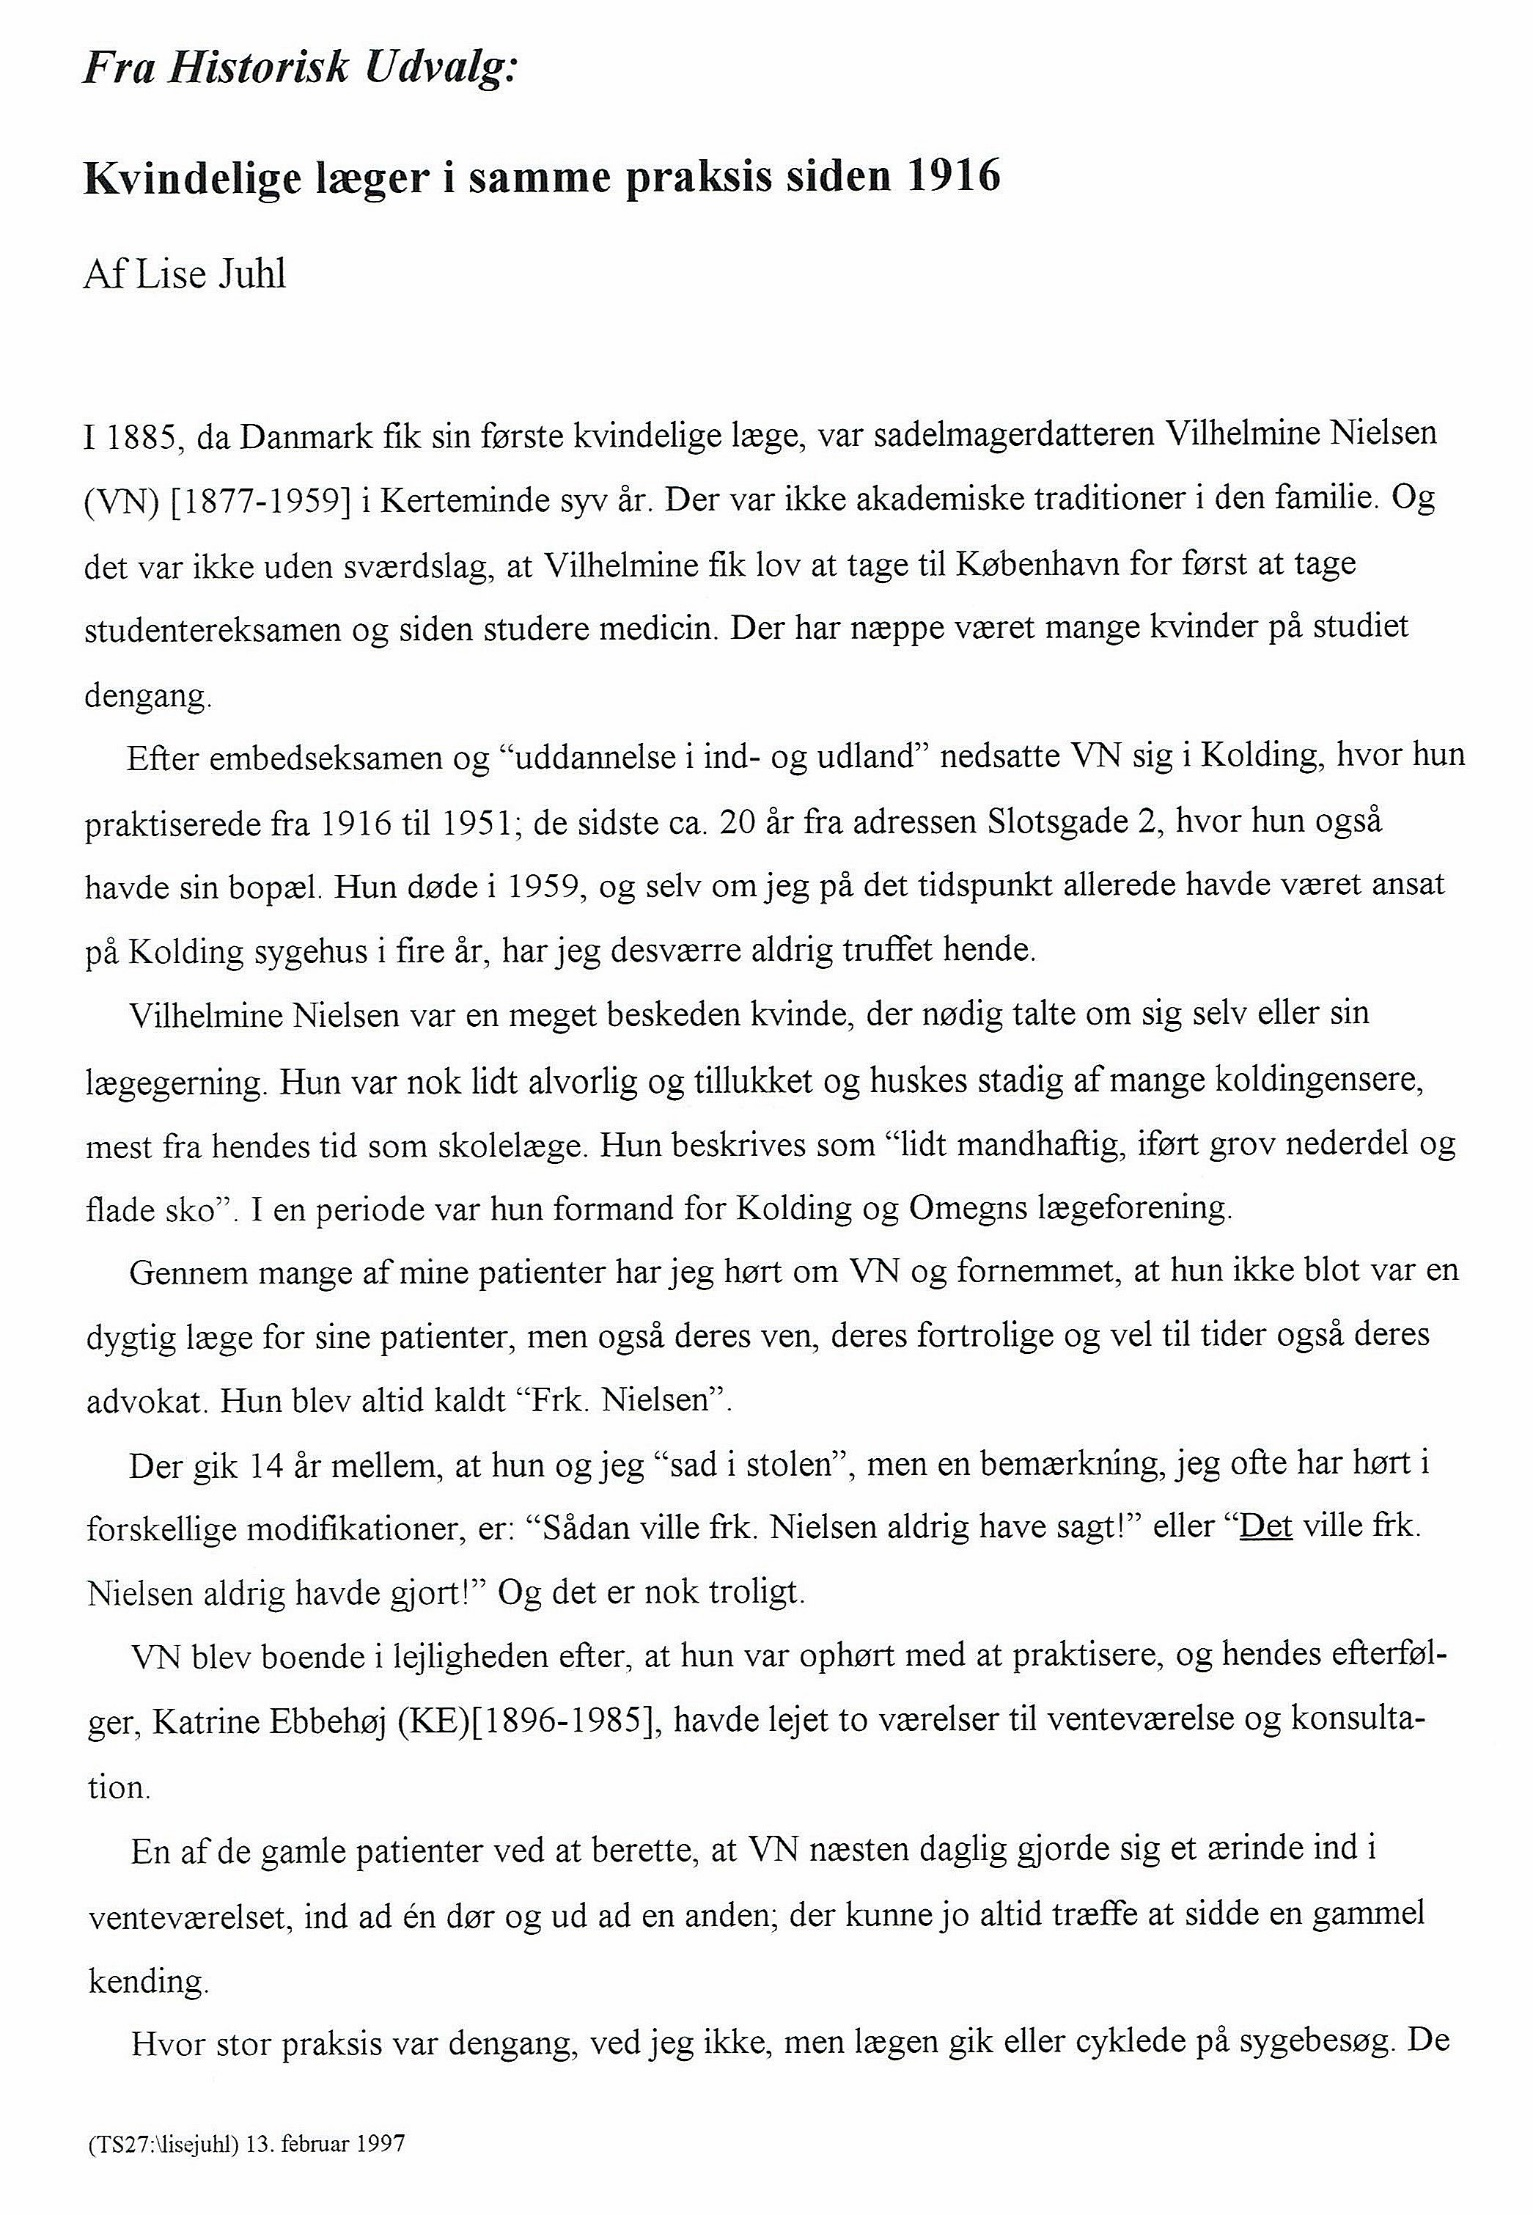 Fra Historisk Udvalg:
Kvindelige læger i samme praksis siden 1916
Af Lise Juhl
I 1885, da Danmark fik sin første kvindelige læge, var sadelmagerdatteren Vilhelmine Nielsen
(VN) [1877-1959] i Kerteminde syv år. Der var ikke akademiske traditioner i den familie. Og
det var ikke uden sværdslag, at Vilhelmine fik lov at tage til København for først at tage
studentereksamen og siden studere medicin. Der har næppe været mange kvinder på studiet
dengang.
Efter embedseksamen og “uddannelse i ind- og udland” nedsatte VN sig i Kolding, hvor hun
praktiserede fra 1916 til 1951; de sidste ca. 20 år fra adressen Slotsgade 2, hvor hun også
havde sin bopæl. Hun døde i 1959, og selv om jeg på det tidspunkt allerede havde været ansat
på Kolding sygehus i fire år, har jeg desværre aldrig truffet hende.
Vilhelmine Nielsen var en meget beskeden kvinde, der nødig talte om sig selv eller sin
lægegerning. Hun var nok lidt alvorlig og tillukket og huskes stadig af mange koldingensere,
mest fra hendes tid som skolelæge. Hun beskrives som “lidt mandhaftig, iført grov nederdel og
flade sko”. I en periode var hun formand for Kolding og Omegns lægeforening.
Gennem mange af mine patienter har jeg hørt om VN og fornemmet, at hun ikke blot var en
dygtig læge for sine patienter, men også deres ven, deres fortrolige og vel til tider også deres
advokat. Hun blev altid kaldt “Frk. Nielsen”.
Der gik 14 år mellem, at hun og jeg “sad i stolen”, men en bemærkning, jeg ofte har hørt i
forskellige modifikationer, er: “Sådan ville frk. Nielsen aldrig have sagt!” eller “Det ville frk.
Nielsen aldrig havde gjort!” Og det er nok troligt.
VN blev boende i lejligheden efter, at hun var ophørt med at praktisere, og hendes efterføl-
ger, Katrine Ebbehøj (KE)[1896-1985], havde lejet to værelser til venteværelse og konsulta-
tion.
En af de gamle patienter ved at berette, at VN næsten daglig gjorde sig et ærinde ind i
venteværelset, ind ad én dør og ud ad en anden; der kunne jo altid træffe at sidde en gammel
kending.
Hvor stor praksis var dengang, ved jeg ikke, men lægen gik eller cyklede på sygebesøg. De
(TS27:\lisejuhl) 13. februar 1997